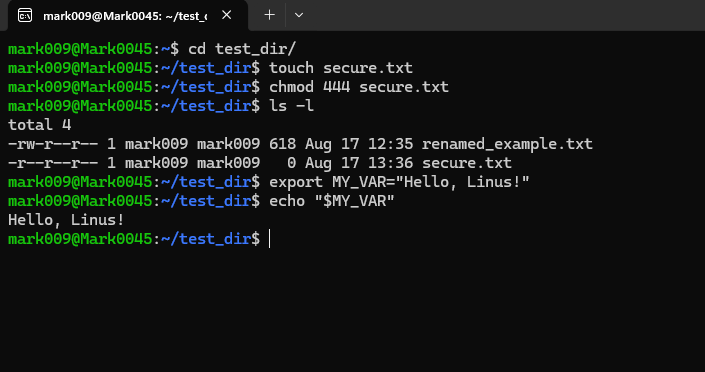 mark009@Mark0045: ~/test_d
mark009@Mark0045:~$ cd test_dir/
mark009@Mark0045:~/test_dir$ touch secure.txt
mark009@Mark0045:~/test_dir$ chmod 444 secure.txt
mark009@Mark0045:~/test_dir$ ls -l
total 4
-rw-r--r-- 1 mark009 mark009 618 Aug 17 12:35 renamed_example.txt
-r--r--r-- 1 mark009 mark009   0 Aug 17 13:36 secure.txt
mark009@Mark0045:~/test_dir$ export MY_VAR="Hello, Linus!"
mark009@Mark0045:~/test_dir$ echo "$MY_VAR"
Hello, Linus!
mark009@Mark0045:~/test_dir$